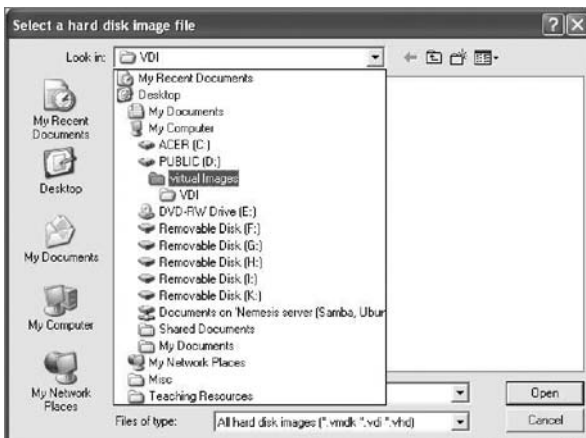 Select a hard disk image file
Look in: VDI
My Recent Documents
Desktop
My Documents
My Computer
ACER (C:)
PUBLIC (D:)
virtual Images
VDI
DVD-RW Drive (E:)
Removable Disk (F:)
Removable Disk (G:)
Removable Disk (H:)
Removable Disk (I:)
Removable Disk (K:)
Documents on 'Nemesis server (Samba, Ubun
Shared Documents
My Documents
My Network Places
Misc
Teaching Resources
My Recent
Documents
Desktop
My Documents
My Computer
My Network
Places
Open
Files of type: All hard disk images (*.vmdk *.vdi *.vhd)
Cancel